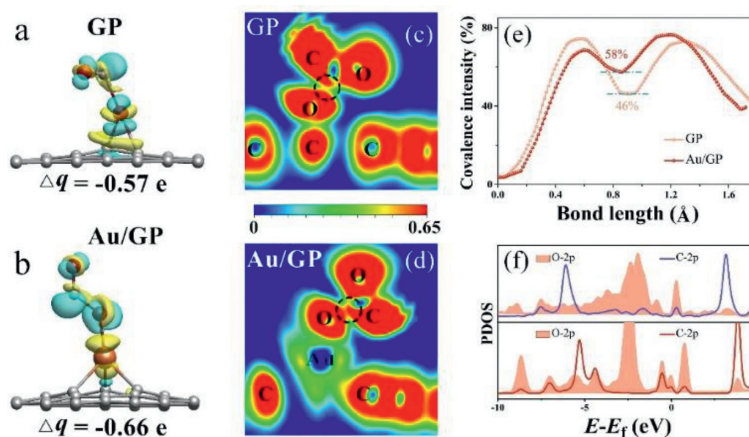 a
GP
△q = -0.57 e
b
Au/GP
△q = -0.66 e
GP
(c)
C
O
O
C
C
C
0
0.65
Au/GP
(d)
O
O
C
Au
C
C
(e)
Covalence intensity (%)
80
40
0
58%
46%
GP
Au/GP
0.0
0.4
0.8
1.2
1.6
Bond length (Å)
(f)
PDOS
O-2p
C-2p
O-2p
C-2p
-10
-5
0
E-Ef (eV)